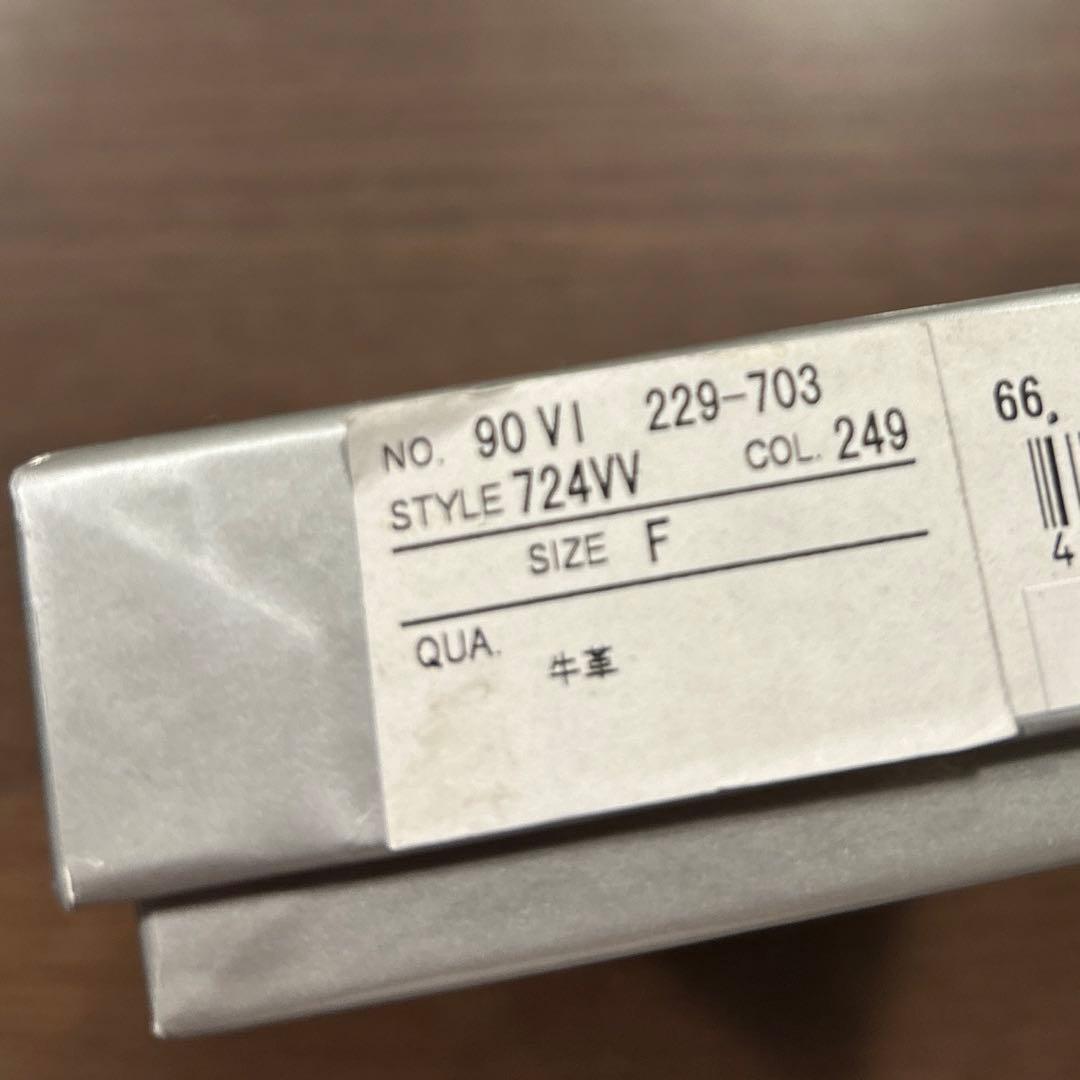 NO. 90 VI 229-703
STYLE 724VV COL. 249
SIZE F
QUA. 牛革
66.
4